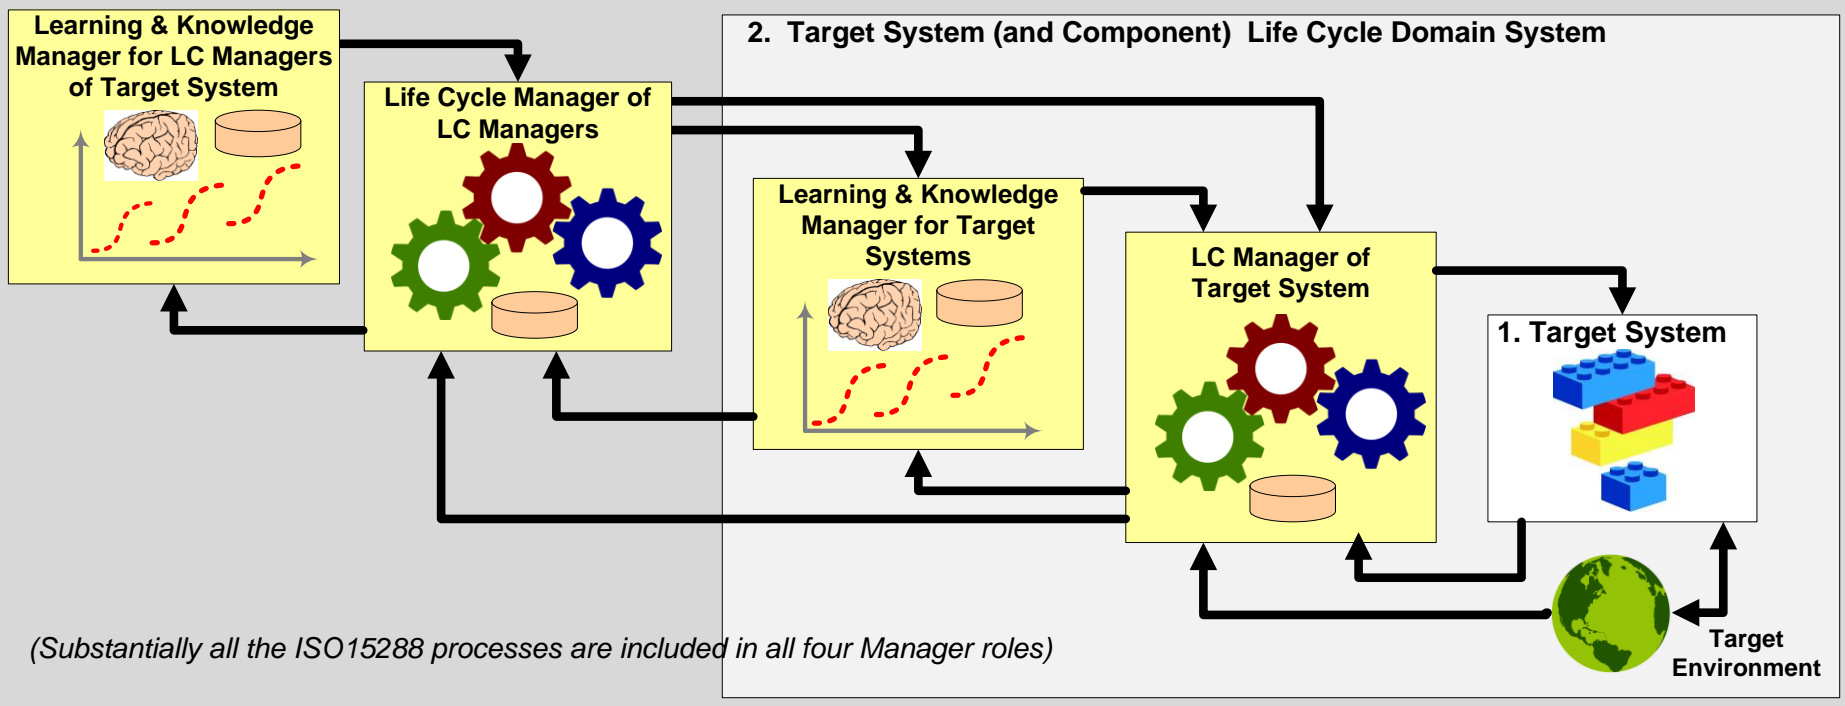 Learning & Knowledge
Manager for LC Managers
of Target System
Life Cycle Manager of
LC Managers
2.  Target System (and Component)  Life Cycle Domain System
Learning & Knowledge
Manager for Target
Systems
LC Manager of
Target System
1. Target System
Target
Environment
(Substantially all the ISO15288 processes are included in all four Manager roles)